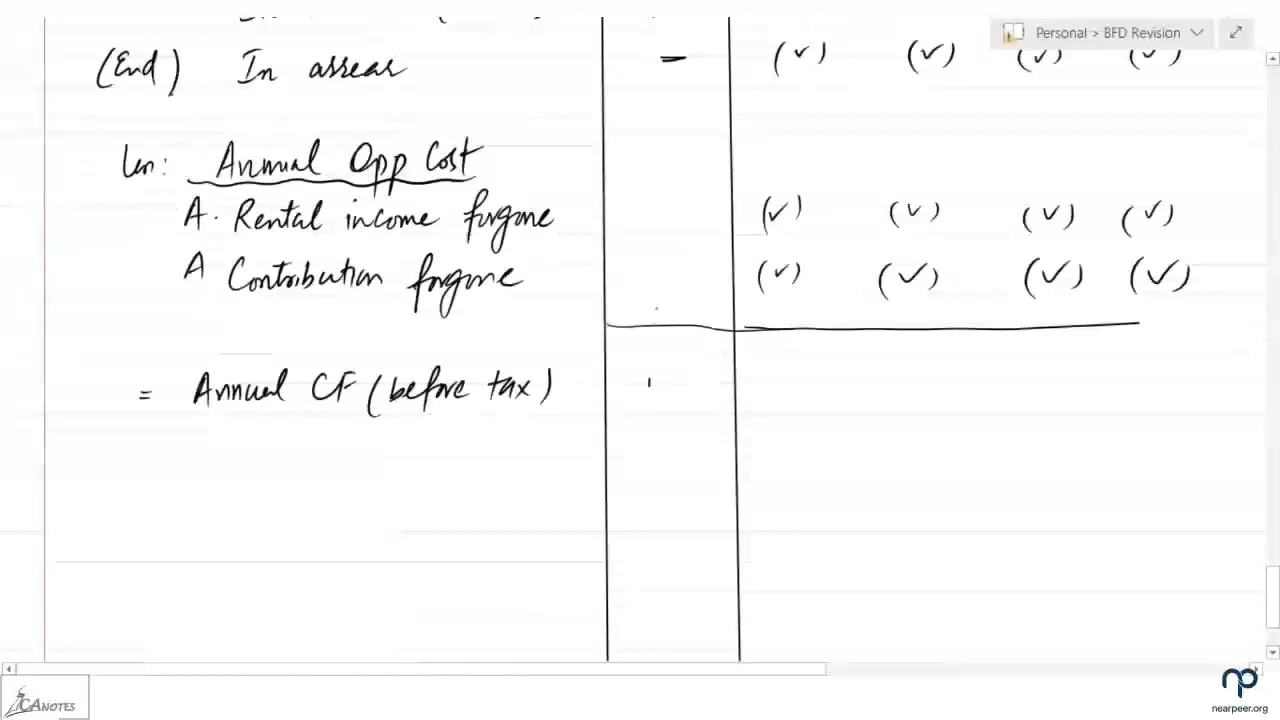 Personal > BFD Revision
(End) In arrear – (✓) (✓) (✓) (✓)
Less: Annual Opp Cost
A. Rental income forgone (✓) (✓) (✓) (✓)
A Contribution forgone (✓) (✓) (✓) (✓)
= Annual CF (before tax)
CANOTES
np
nearpeer.org